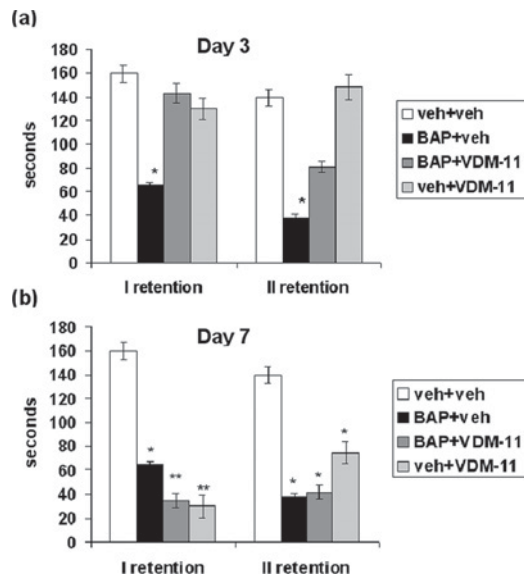 (a)
Day 3
180
160
140
120
100
80
60
40
20
0
seconds
*
*
I retention
II retention
veh+veh
BAP+veh
BAP+VDM-11
veh+VDM-11
(b)
Day 7
180
160
140
120
100
80
60
40
20
0
seconds
*
**
**
*
*
*
I retention
II retention
veh+veh
BAP+veh
BAP+VDM-11
veh+VDM-11